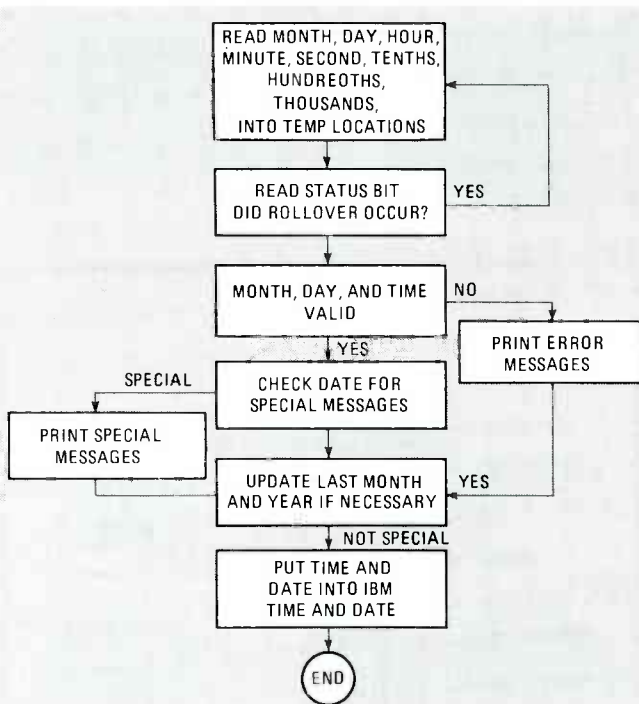 READ MONTH, DAY, HOUR,
MINUTE, SECOND, TENTHS,
HUNDREOTHS,
THOUSANDS,
INTO TEMP LOCATIONS
READ STATUS BIT
DID ROLLOVER OCCUR?
YES
MONTH, DAY, AND TIME
VALID
NO
PRINT ERROR
MESSAGES
YES
SPECIAL
CHECK DATE FOR
SPECIAL MESSAGES
PRINT SPECIAL
MESSAGES
UPDATE LAST MONTH
AND YEAR IF NECESSARY
YES
NOT SPECIAL
PUT TIME AND
DATE INTO IBM
TIME AND DATE
END